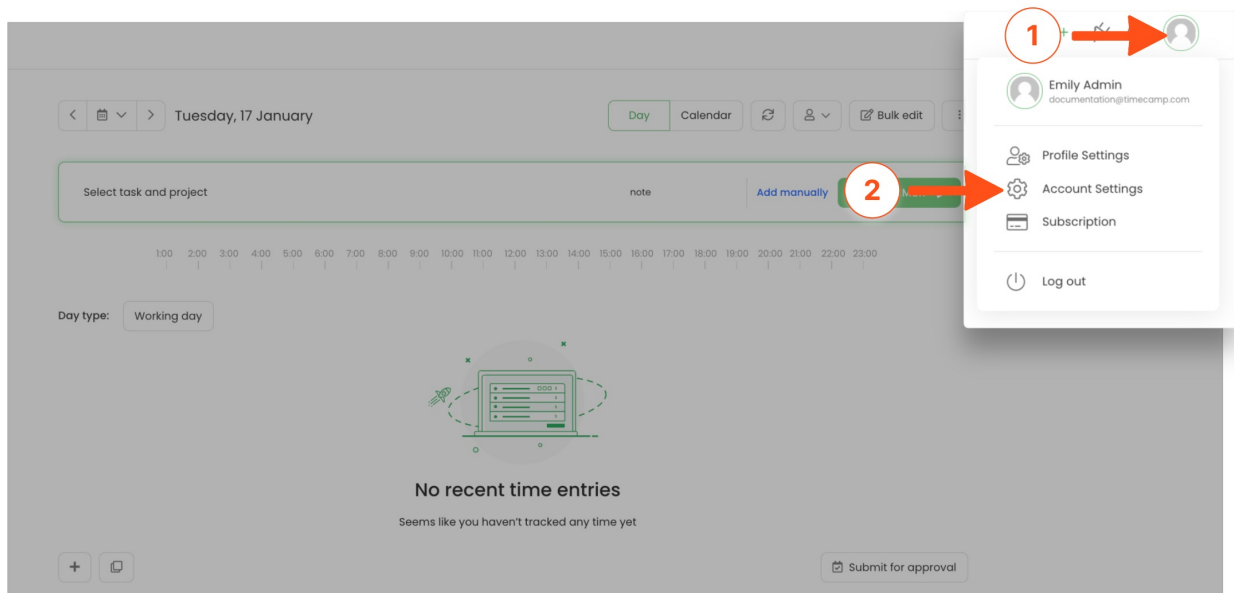 1
Emily Admin
documentation@timecamp.com
Tuesday, 17 January
Day
Calendar
Bulk edit
Profile Settings
Select task and project
note
Add manually
2
Account Settings
Subscription
1:00 2:00 3:00 4:00 5:00 6:00 7:00 8:00 9:00 10:00 11:00 12:00 13:00 14:00 15:00 16:00 17:00 18:00 19:00 20:00 21:00 22:00 23:00
Log out
Day type:
Working day
000
No recent time entries
Seems like you haven't tracked any time yet
Submit for approval